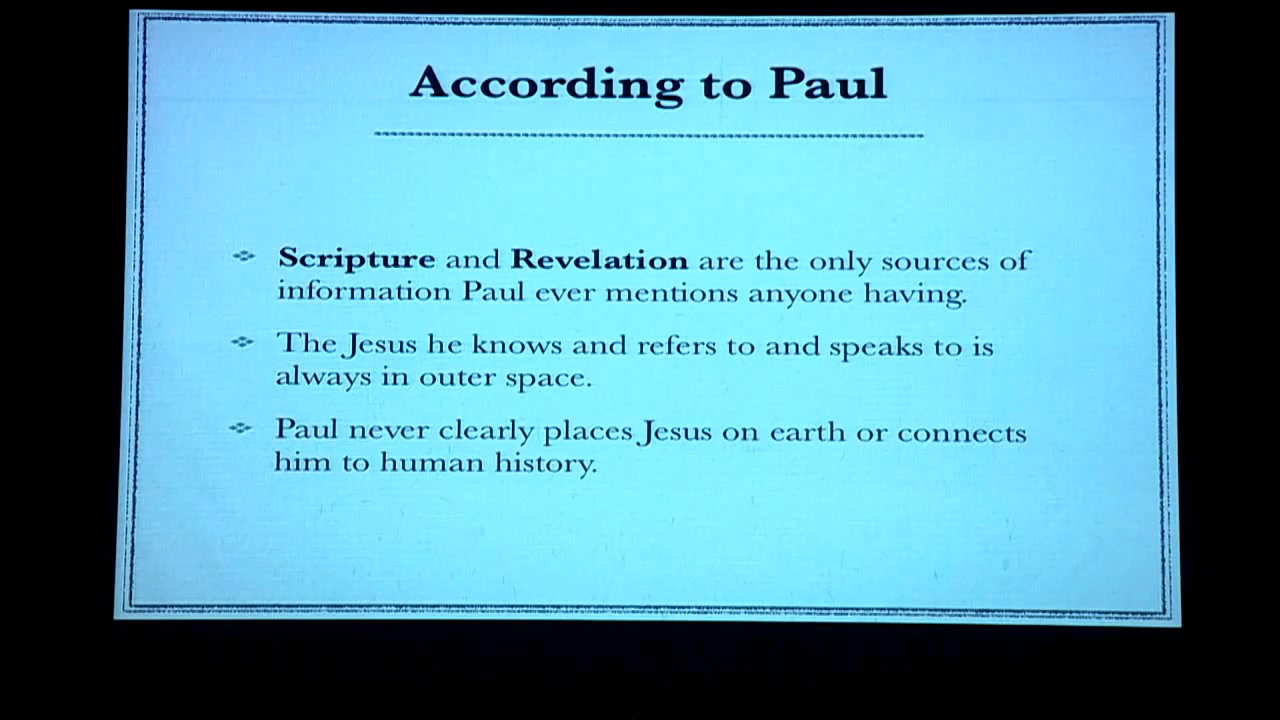 According to Paul
Scripture and Revelation are the only sources of
information Paul ever mentions anyone having.
The Jesus he knows and refers to and speaks to is
always in outer space.
Paul never clearly places Jesus on earth or connects
him to human history.